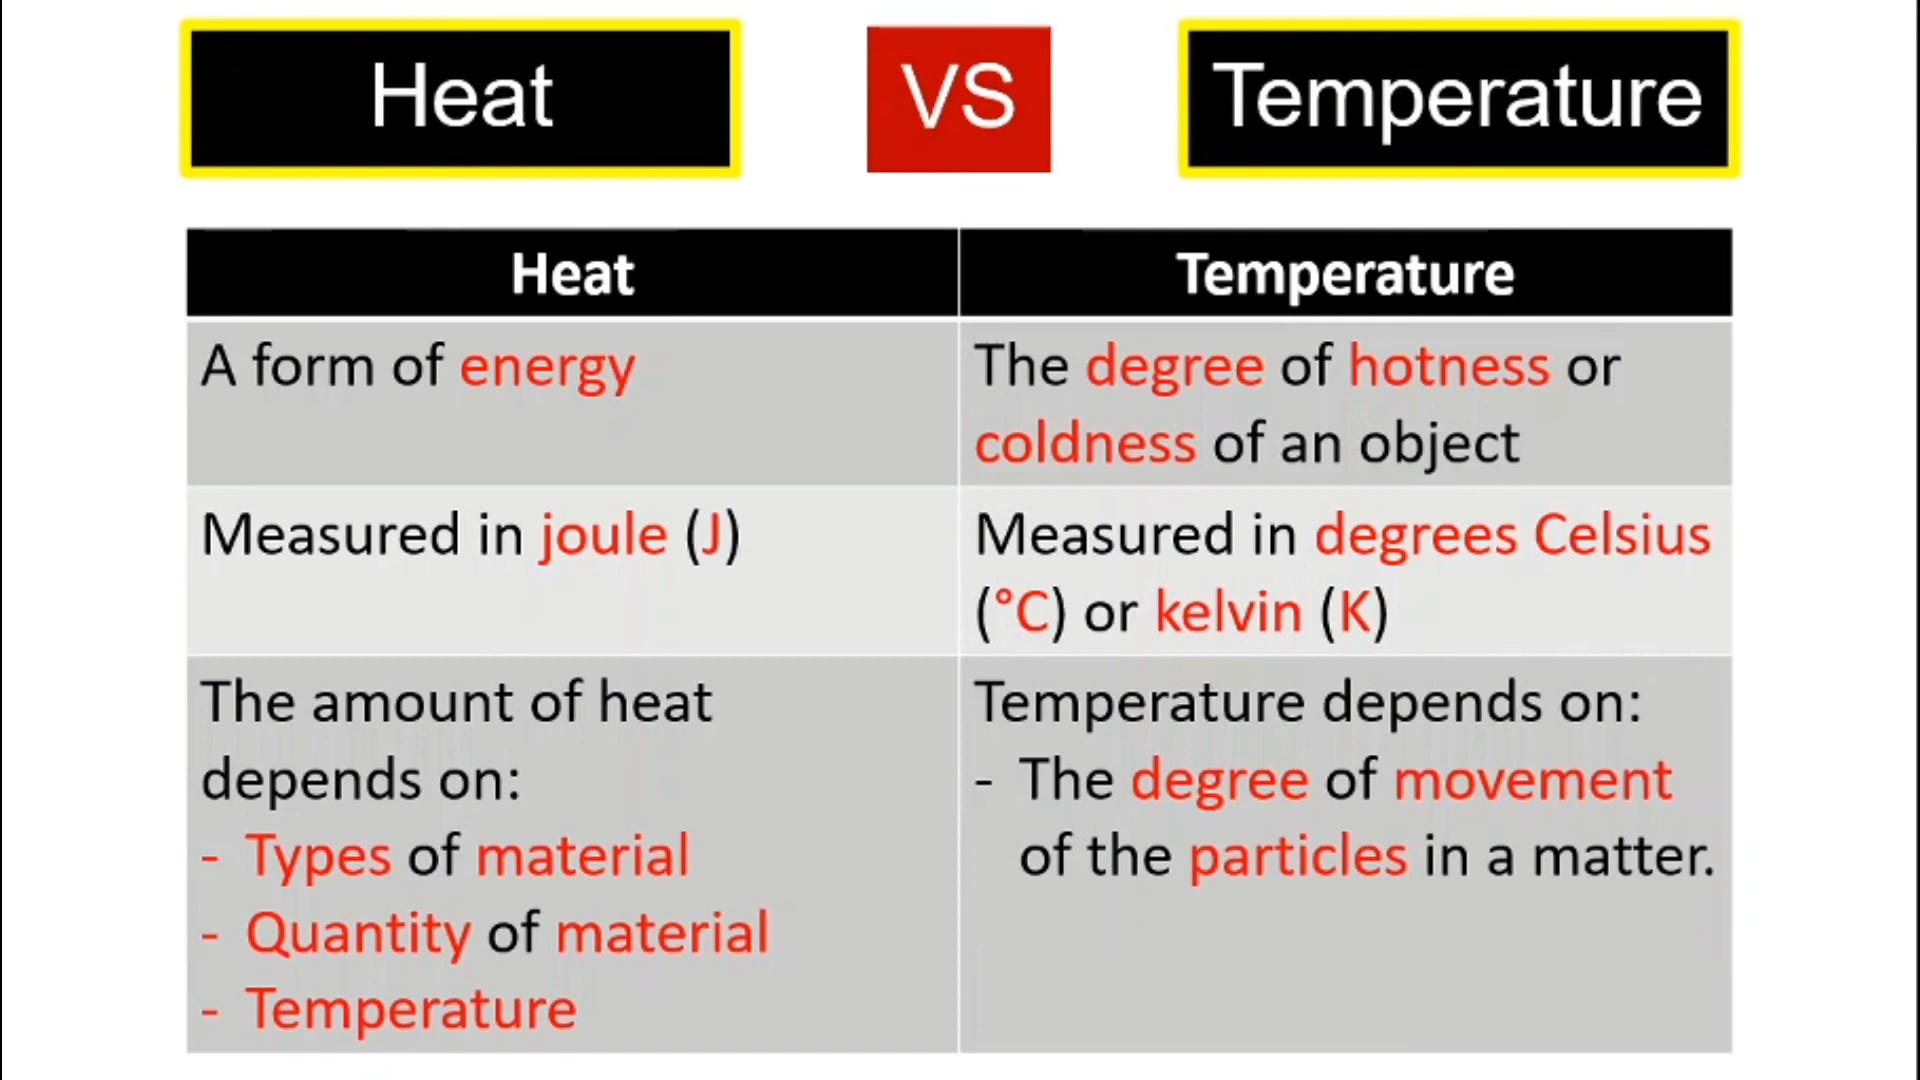 Heat
VS
Temperature
Heat
Temperature
A form of energy
The degree of hotness or
coldness of an object
Measured in joule (J)
Measured in degrees Celsius
(°C) or kelvin (K)
The amount of heat
depends on:
- Types of material
- Quantity of material
- Temperature
Temperature depends on:
- The degree of movement
of the particles in a matter.